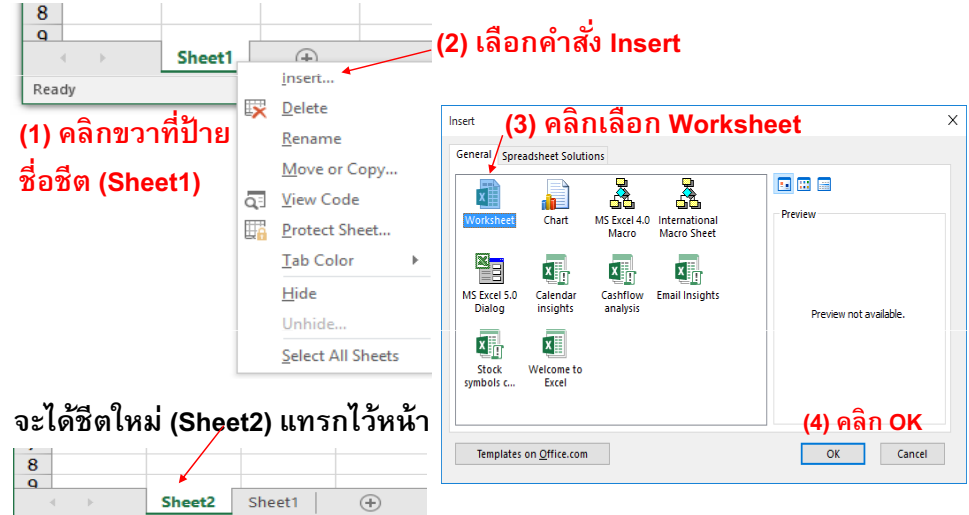 8
9
Sheet1
Ready
(1) คลิกขวาที่ป้าย
ชื่อชีต (Sheet1)
(2) เลือกคำสั่ง Insert
Insert...
Delete
Rename
Move or Copy...
View Code
Protect Sheet...
Tab Color
Hide
Unhide...
Select All Sheets
Insert
(3) คลิกเลือก Worksheet
General
Spreadsheet Solutions
Worksheet
Chart
MS Excel 4.0
Macro
International
Macro Sheet
MS Excel 5.0
Dialog
Calendar
insights
Cashflow
analysis
Email Insights
Stock
symbols c...
Welcome to
Excel
Preview
Preview not available.
(4) คลิก OK
Templates on Office.com
OK
Cancel
จะได้ชีตใหม่ (Sheet2) แทรกไว้หน้า
8
9
Sheet2
Sheet1